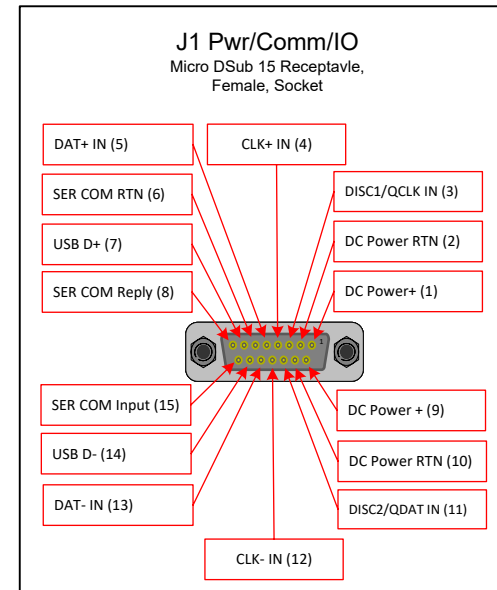 J1 Pwr/Comm/IO
Micro DSub 15 Receptavle,
Female, Socket
DAT+ IN (5)
CLK+ IN (4)
SER COM RTN (6)
DISC1/QCLK IN (3)
USB D+ (7)
DC Power RTN (2)
SER COM Reply (8)
DC Power+ (1)
1
SER COM Input (15)
DC Power + (9)
USB D- (14)
DC Power RTN (10)
DAT- IN (13)
DISC2/QDAT IN (11)
CLK- IN (12)